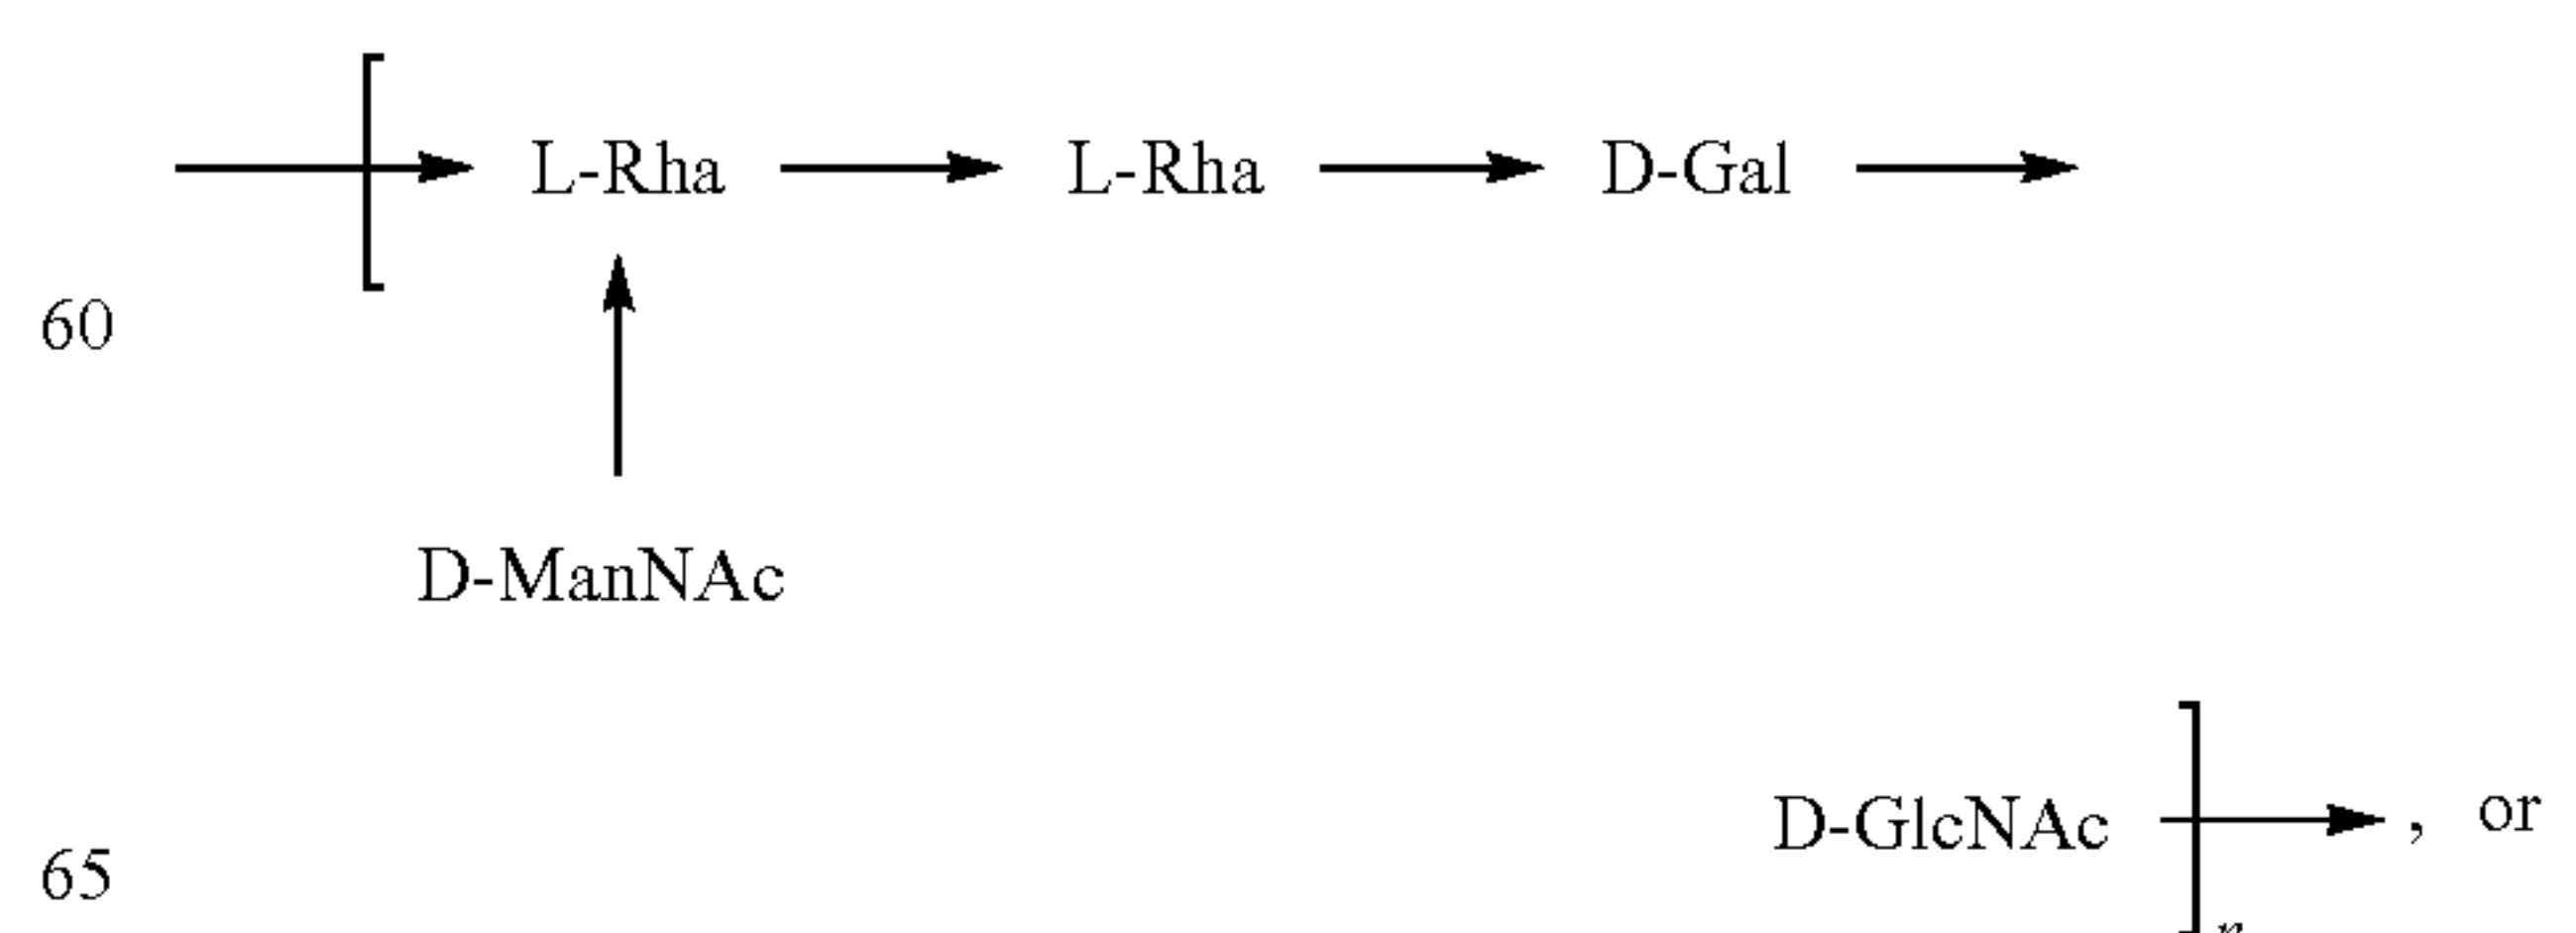 L-Rha L-Rha D-Gal
60
D-ManNAc
D-GlcNAc , or
65
n